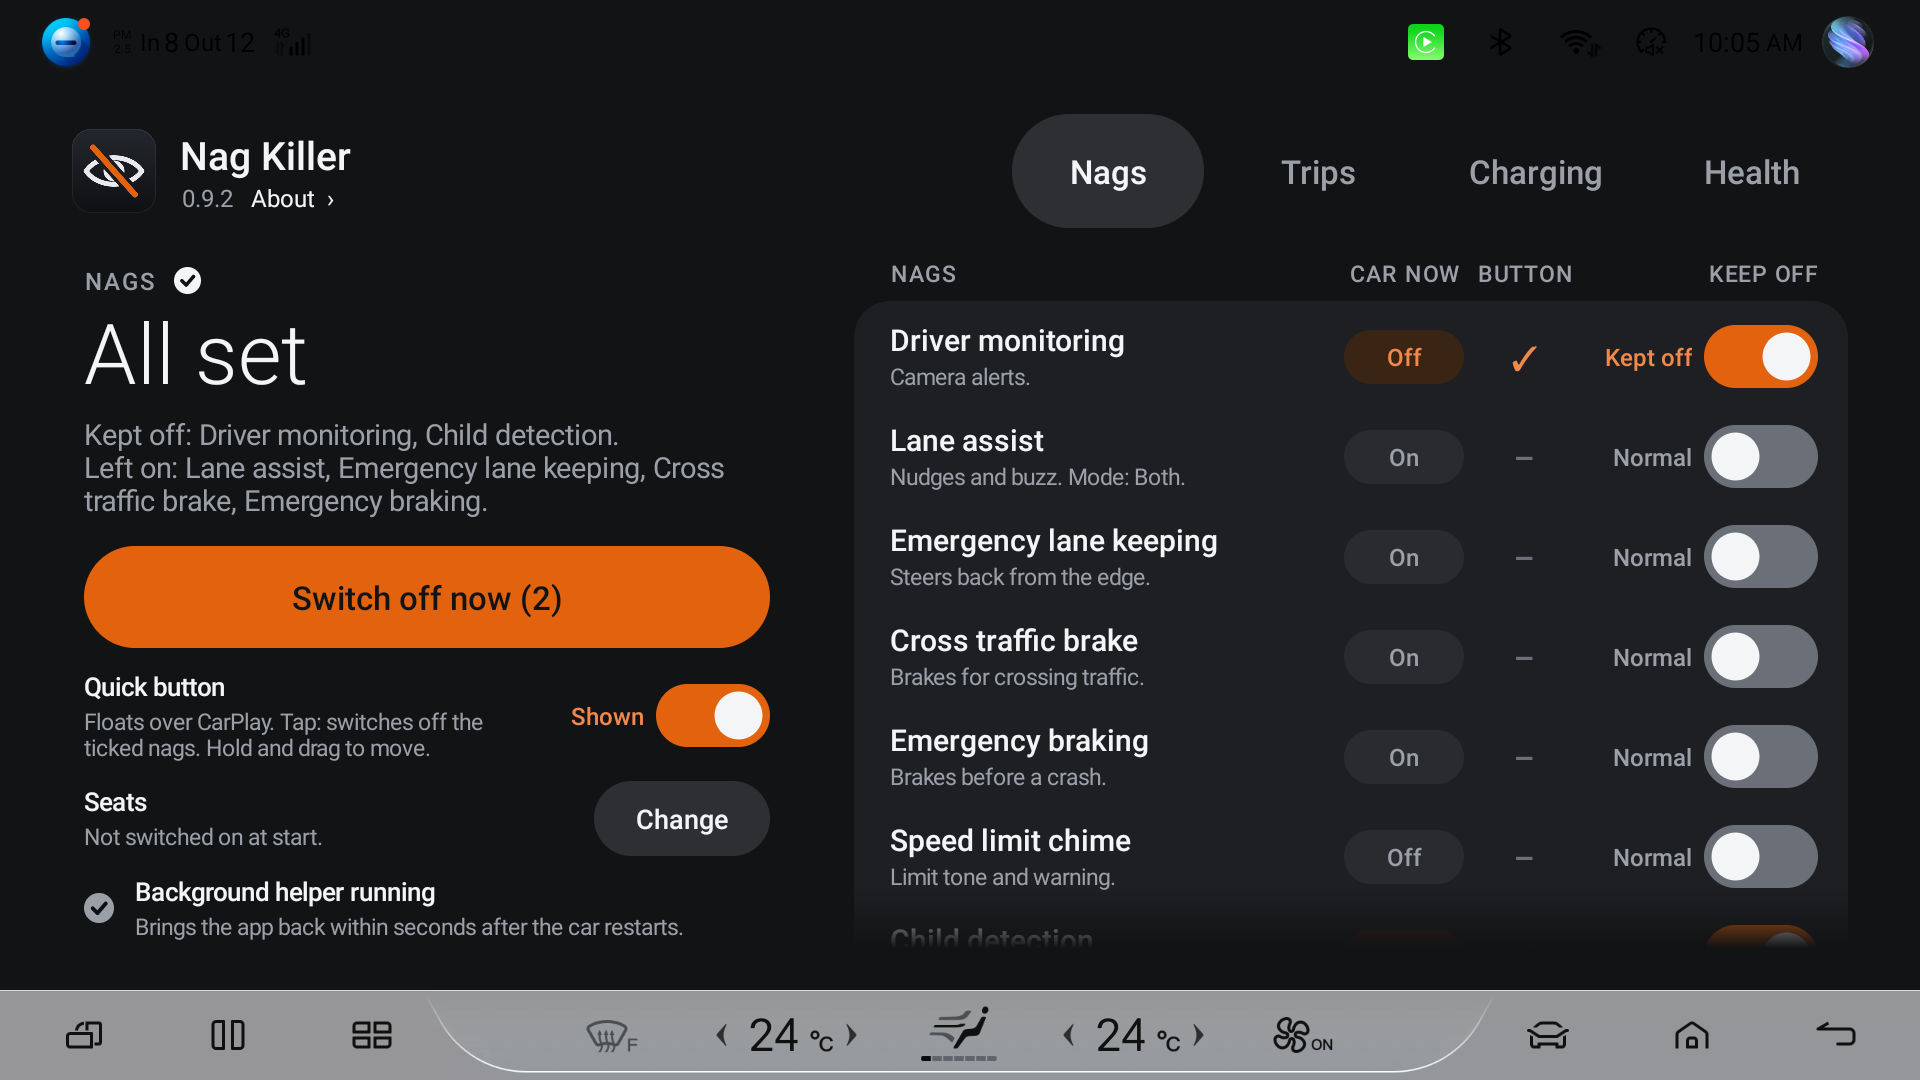 PM 2.5 In 8 Out 12 4G
10:05 AM
Nag Killer
0.9.2 About ›
Nags
Trips
Charging
Health
NAGS
All set
Kept off: Driver monitoring, Child detection.
Left on: Lane assist, Emergency lane keeping, Cross
traffic brake, Emergency braking.
Switch off now (2)
Quick button
Floats over CarPlay. Tap: switches off the
ticked nags. Hold and drag to move.
Shown
Seats
Not switched on at start.
Change
Background helper running
Brings the app back within seconds after the car restarts.
NAGS CAR NOW BUTTON KEEP OFF
Driver monitoring
Camera alerts.
Off ✓ Kept off
Lane assist
Nudges and buzz. Mode: Both.
On – Normal
Emergency lane keeping
Steers back from the edge.
On – Normal
Cross traffic brake
Brakes for crossing traffic.
On – Normal
Emergency braking
Brakes before a crash.
On – Normal
Speed limit chime
Limit tone and warning.
Off – Normal
Child detection
F
24 °C
24 °C
ON